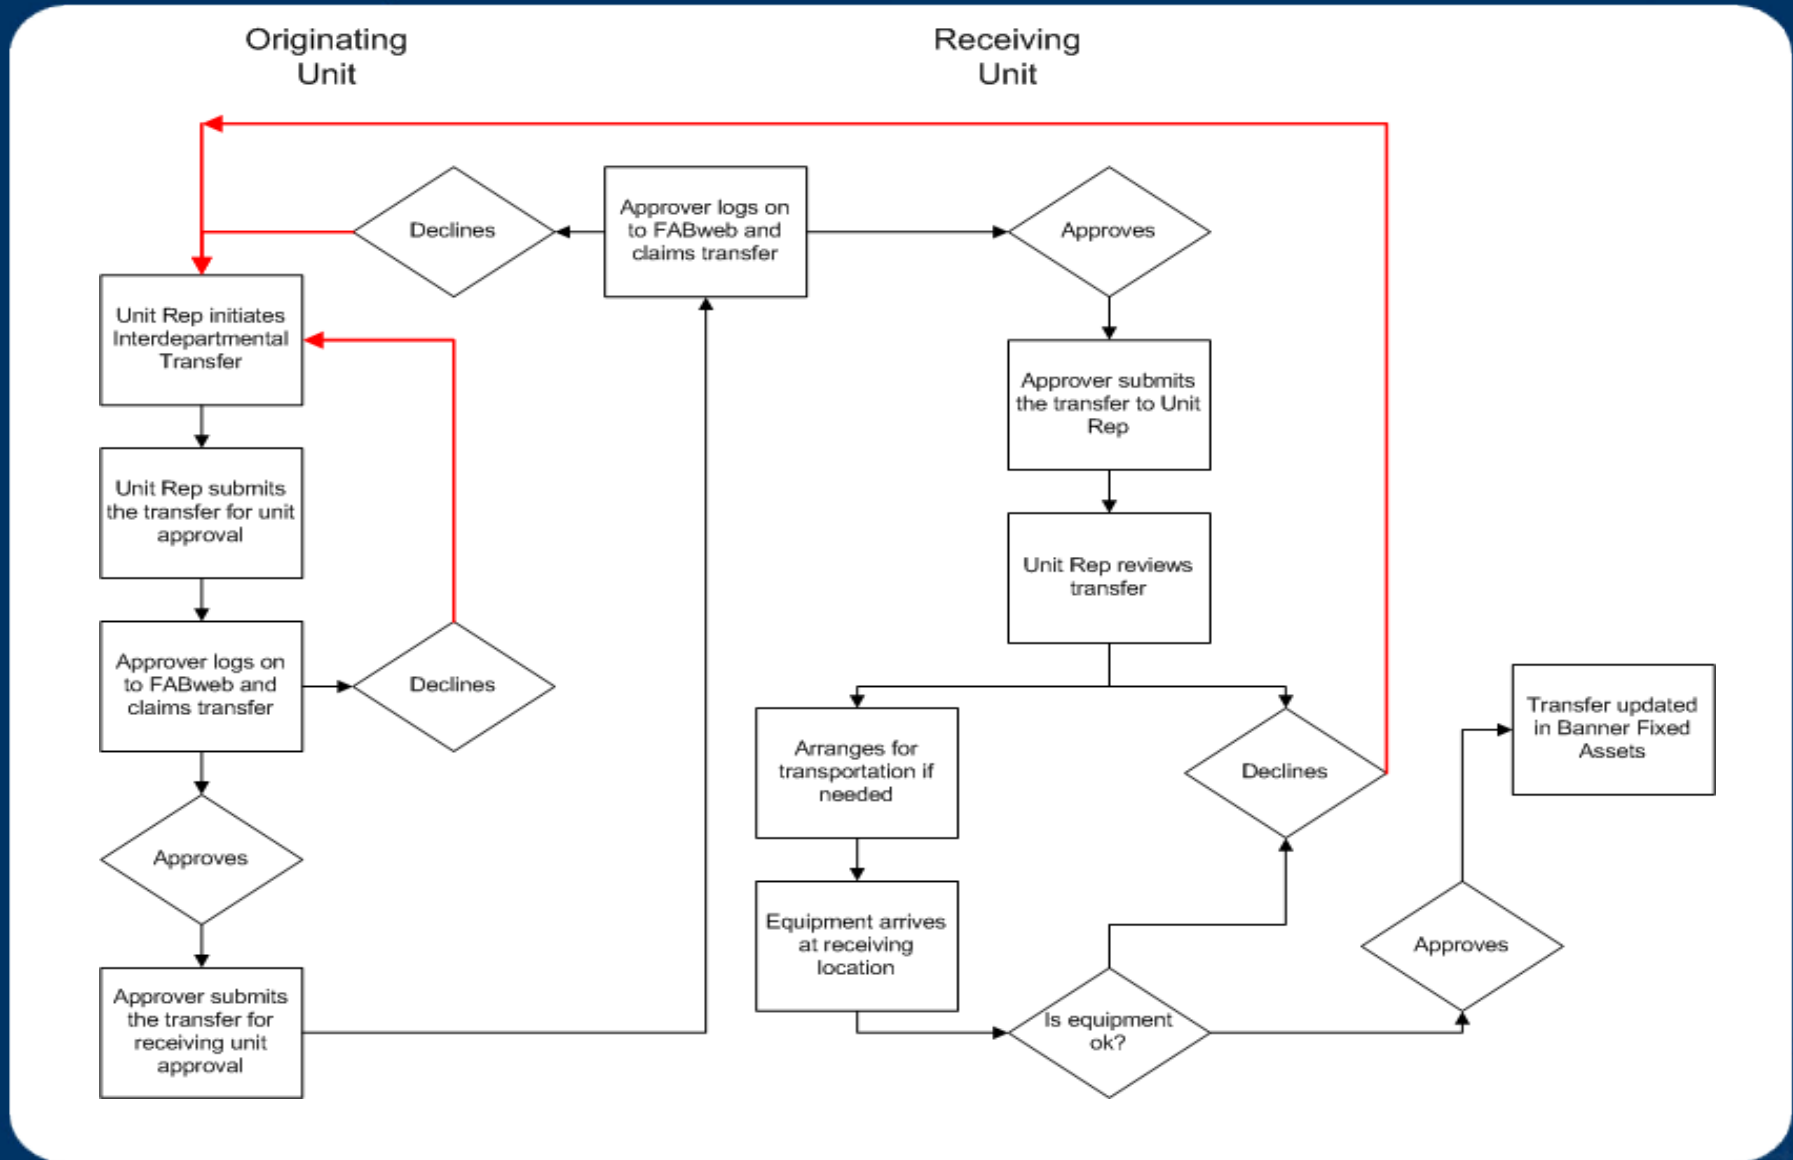 Originating
Unit
Receiving
Unit
Declines
Approver logs on
to FABweb and
claims transfer
Approves
Unit Rep initiates
Interdepartmental
Transfer
Approver submits
the transfer to Unit
Rep
Unit Rep submits
the transfer for unit
approval
Unit Rep reviews
transfer
Approver logs on
to FABweb and
claims transfer
Declines
Arranges for
transportation if
needed
Declines
Transfer updated
in Banner Fixed
Assets
Approves
Equipment arrives
at receiving
location
Approves
Approver submits
the transfer for
receiving unit
approval
Is equipment
ok?